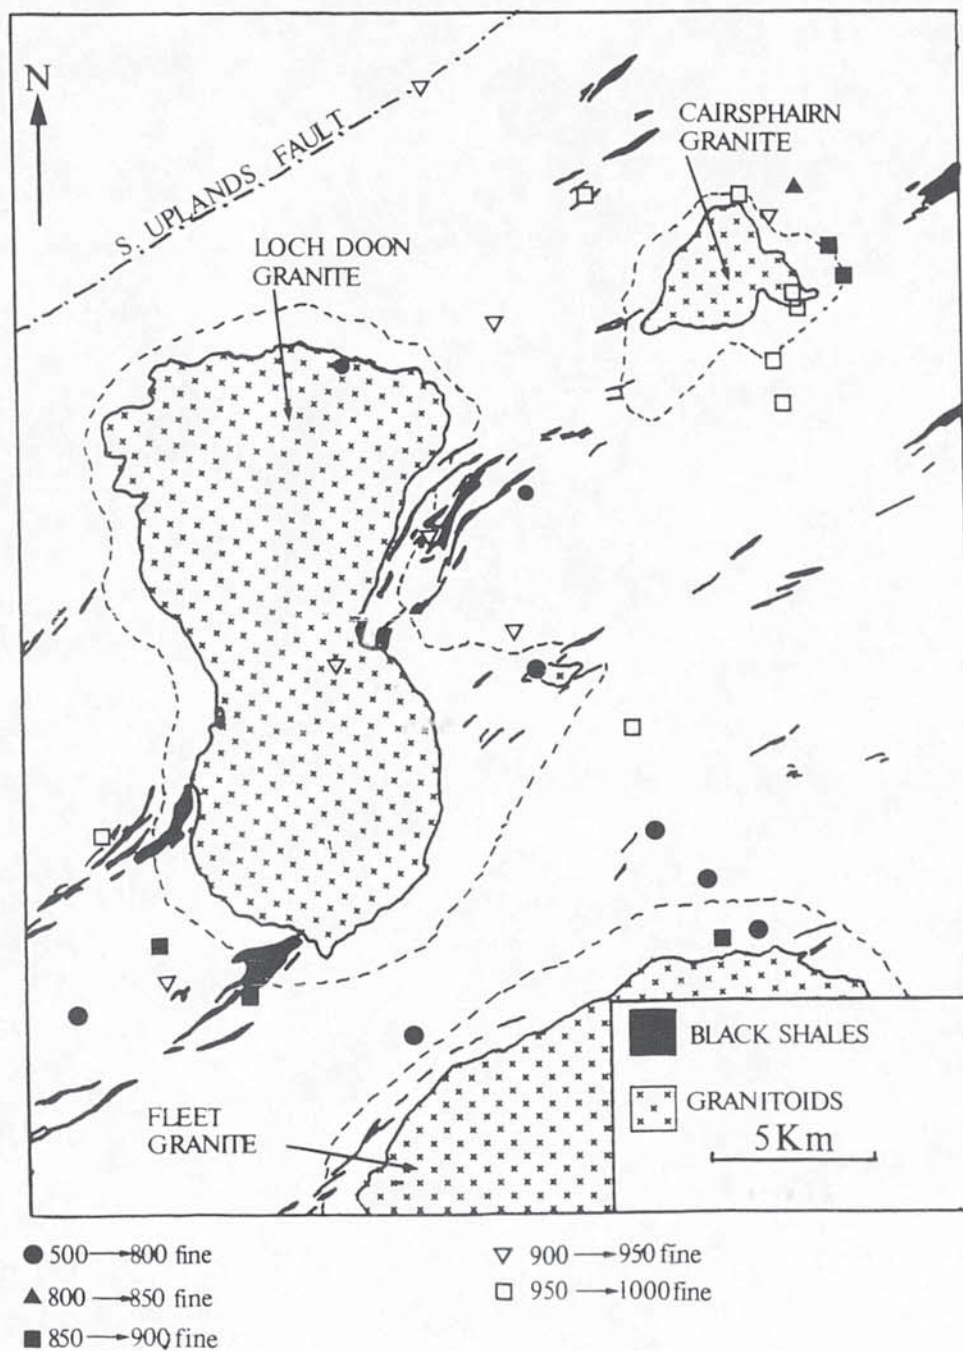 N
S. UPLANDS FAULT
CAIRSPHAIRN
GRANITE
LOCH DOON
GRANITE
FLEET
GRANITE
BLACK SHALES
GRANITOIDS
5Km
500 → 800 fine
800 → 850 fine
850 → 900 fine
900 → 950 fine
950 → 1000 fine